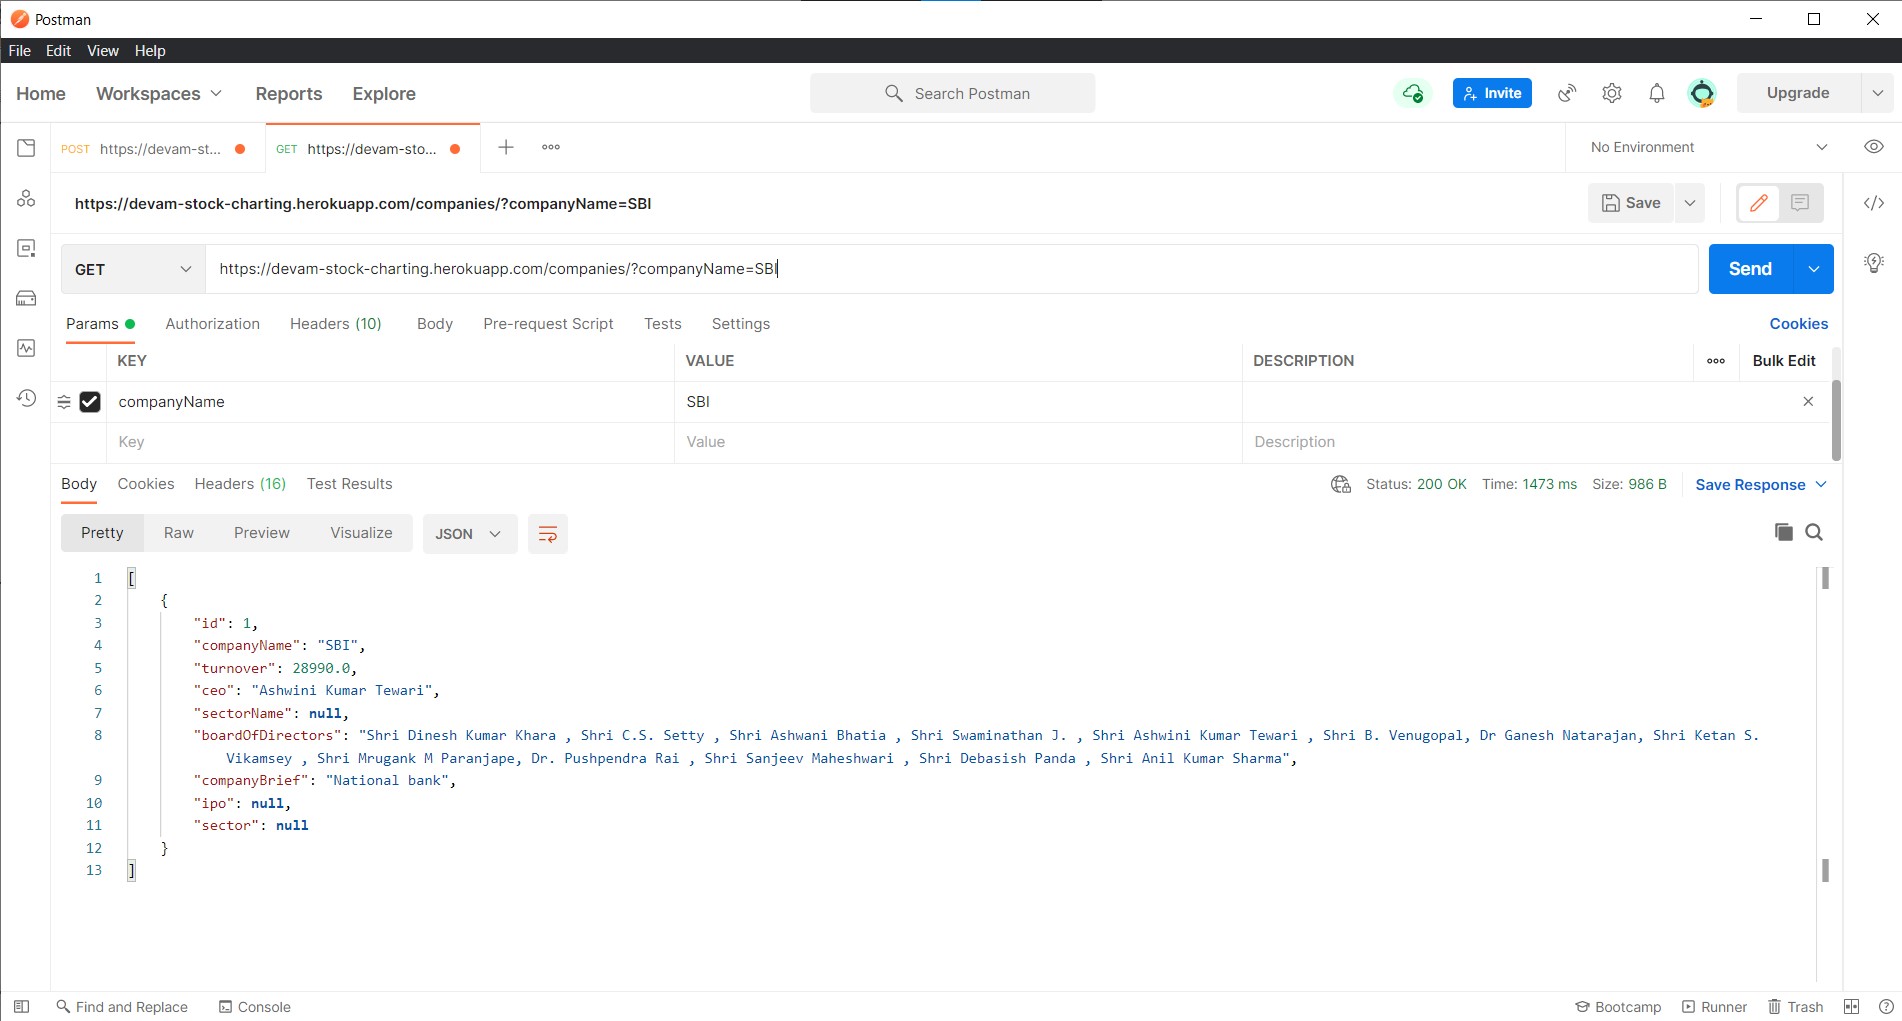 Postman
File Edit View Help
Home Workspaces Reports Explore Search Postman Invite Upgrade
POST https://devam-st... GET https://devam-sto... No Environment
https://devam-stock-charting.herokuapp.com/companies/?companyName=SBI Save
GET https://devam-stock-charting.herokuapp.com/companies/?companyName=SBI Send
Params Authorization Headers (10) Body Pre-request Script Tests Settings Cookies
KEY VALUE DESCRIPTION Bulk Edit
companyName SBI
Key Value Description
Body Cookies Headers (16) Test Results Status: 200 OK Time: 1473 ms Size: 986 B Save Response
Pretty Raw Preview Visualize JSON
1 [
2 {
3 "id": 1,
4 "companyName": "SBI",
5 "turnover": 28990.0,
6 "ceo": "Ashwini Kumar Tewari",
7 "sectorName": null,
8 "boardOfDirectors": "Shri Dinesh Kumar Khara , Shri C.S. Setty , Shri Ashwani Bhatia , Shri Swaminathan J. , Shri Ashwini Kumar Tewari , Shri B. Venugopal, Dr Ganesh Natarajan, Shri Ketan S.
Vikamsey , Shri Mrugank M Paranjape, Dr. Pushpendra Rai , Shri Sanjeev Maheshwari , Shri Debasish Panda , Shri Anil Kumar Sharma",
9 "companyBrief": "National bank",
10 "ipo": null,
11 "sector": null
12 }
13 ]
Find and Replace Console Bootcamp Runner Trash